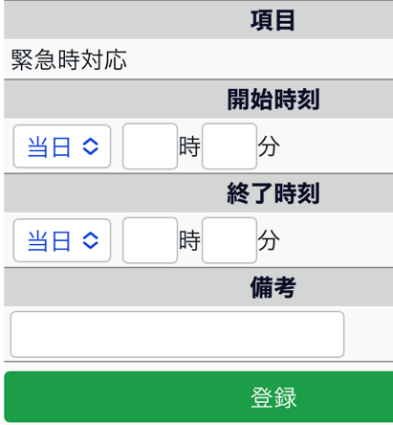 項目
緊急時対応
開始時刻
当日 時 分
終了時刻
当日 時 分
備考
登録